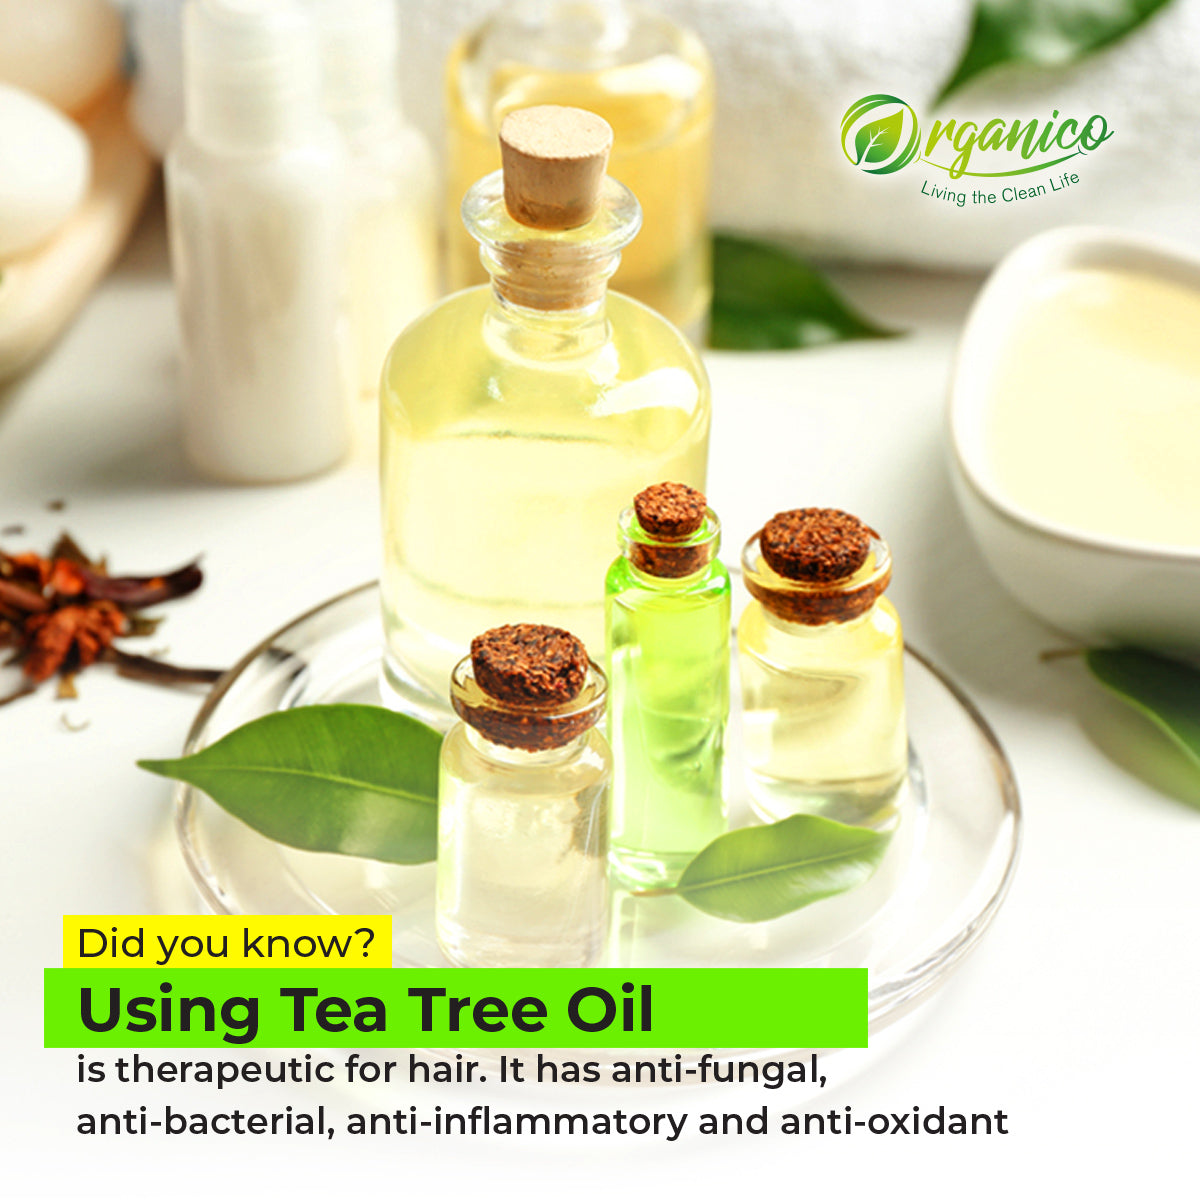 Organico
Living the Clean Life
Did you know?
Using Tea Tree Oil
is therapeutic for hair. It has anti-fungal,
anti-bacterial, anti-inflammatory and anti-oxidant